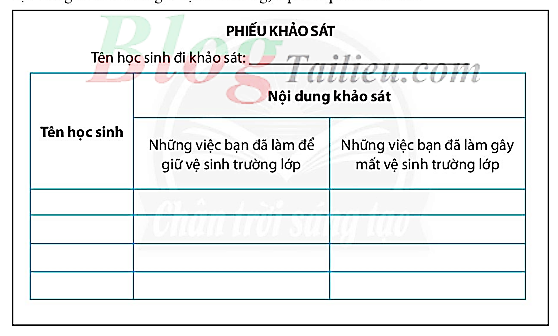 PHIẾU KHẢO SÁT
Tên học sinh đi khảo sát:
Blog Tailieu.com
Nội dung khảo sát
Tên học sinh
Những việc bạn đã làm để
giữ vệ sinh trường lớp
Những việc bạn đã làm gây
mất vệ sinh trường lớp
Chân trời sáng tạo